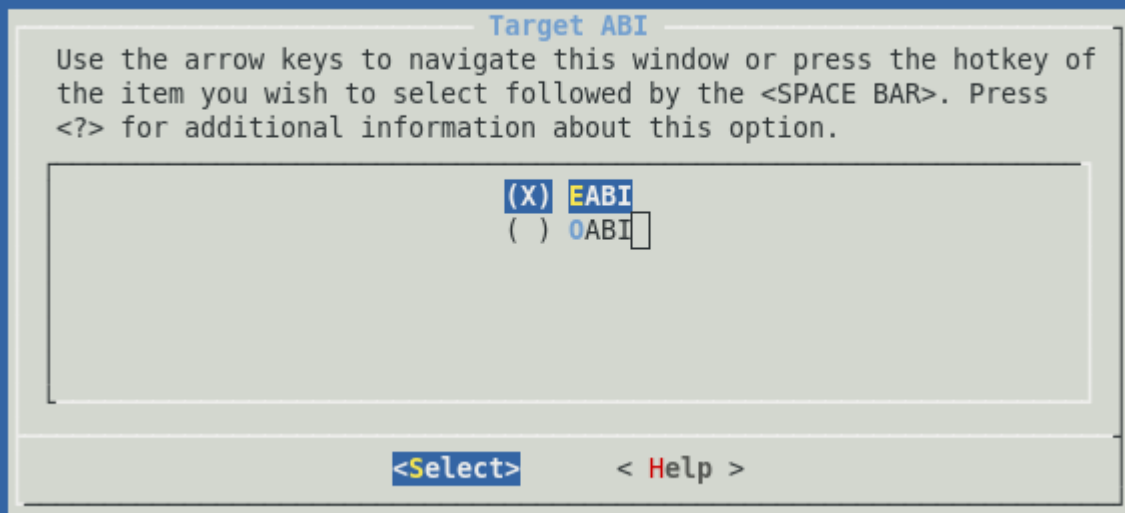 Target ABI
Use the arrow keys to navigate this window or press the hotkey of
the item you wish to select followed by the <SPACE BAR>. Press
<?> for additional information about this option.
(X) EABI
( ) OABI
<Select> < Help >